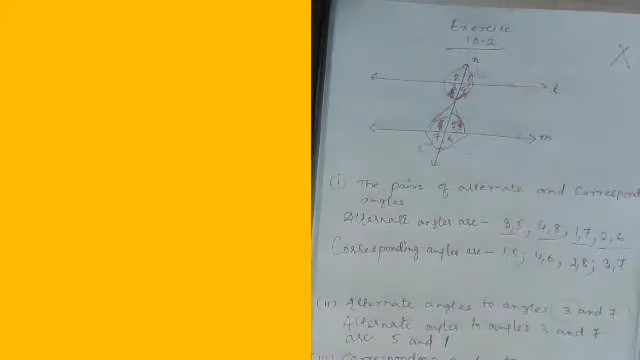 Exercise
10.2
n
l
m
7 6
(i) The pairs of alternate and Correspond
angles
Alternate angles are - 3,5, 4,8, 1,7, 2,6
Corresponding angles are - 1,5; 4,6; 2,8; 3,7
(ii) Alternate angles to angles 3 and 7
Alternate angles to angles 3 and 7
are 5 and 1